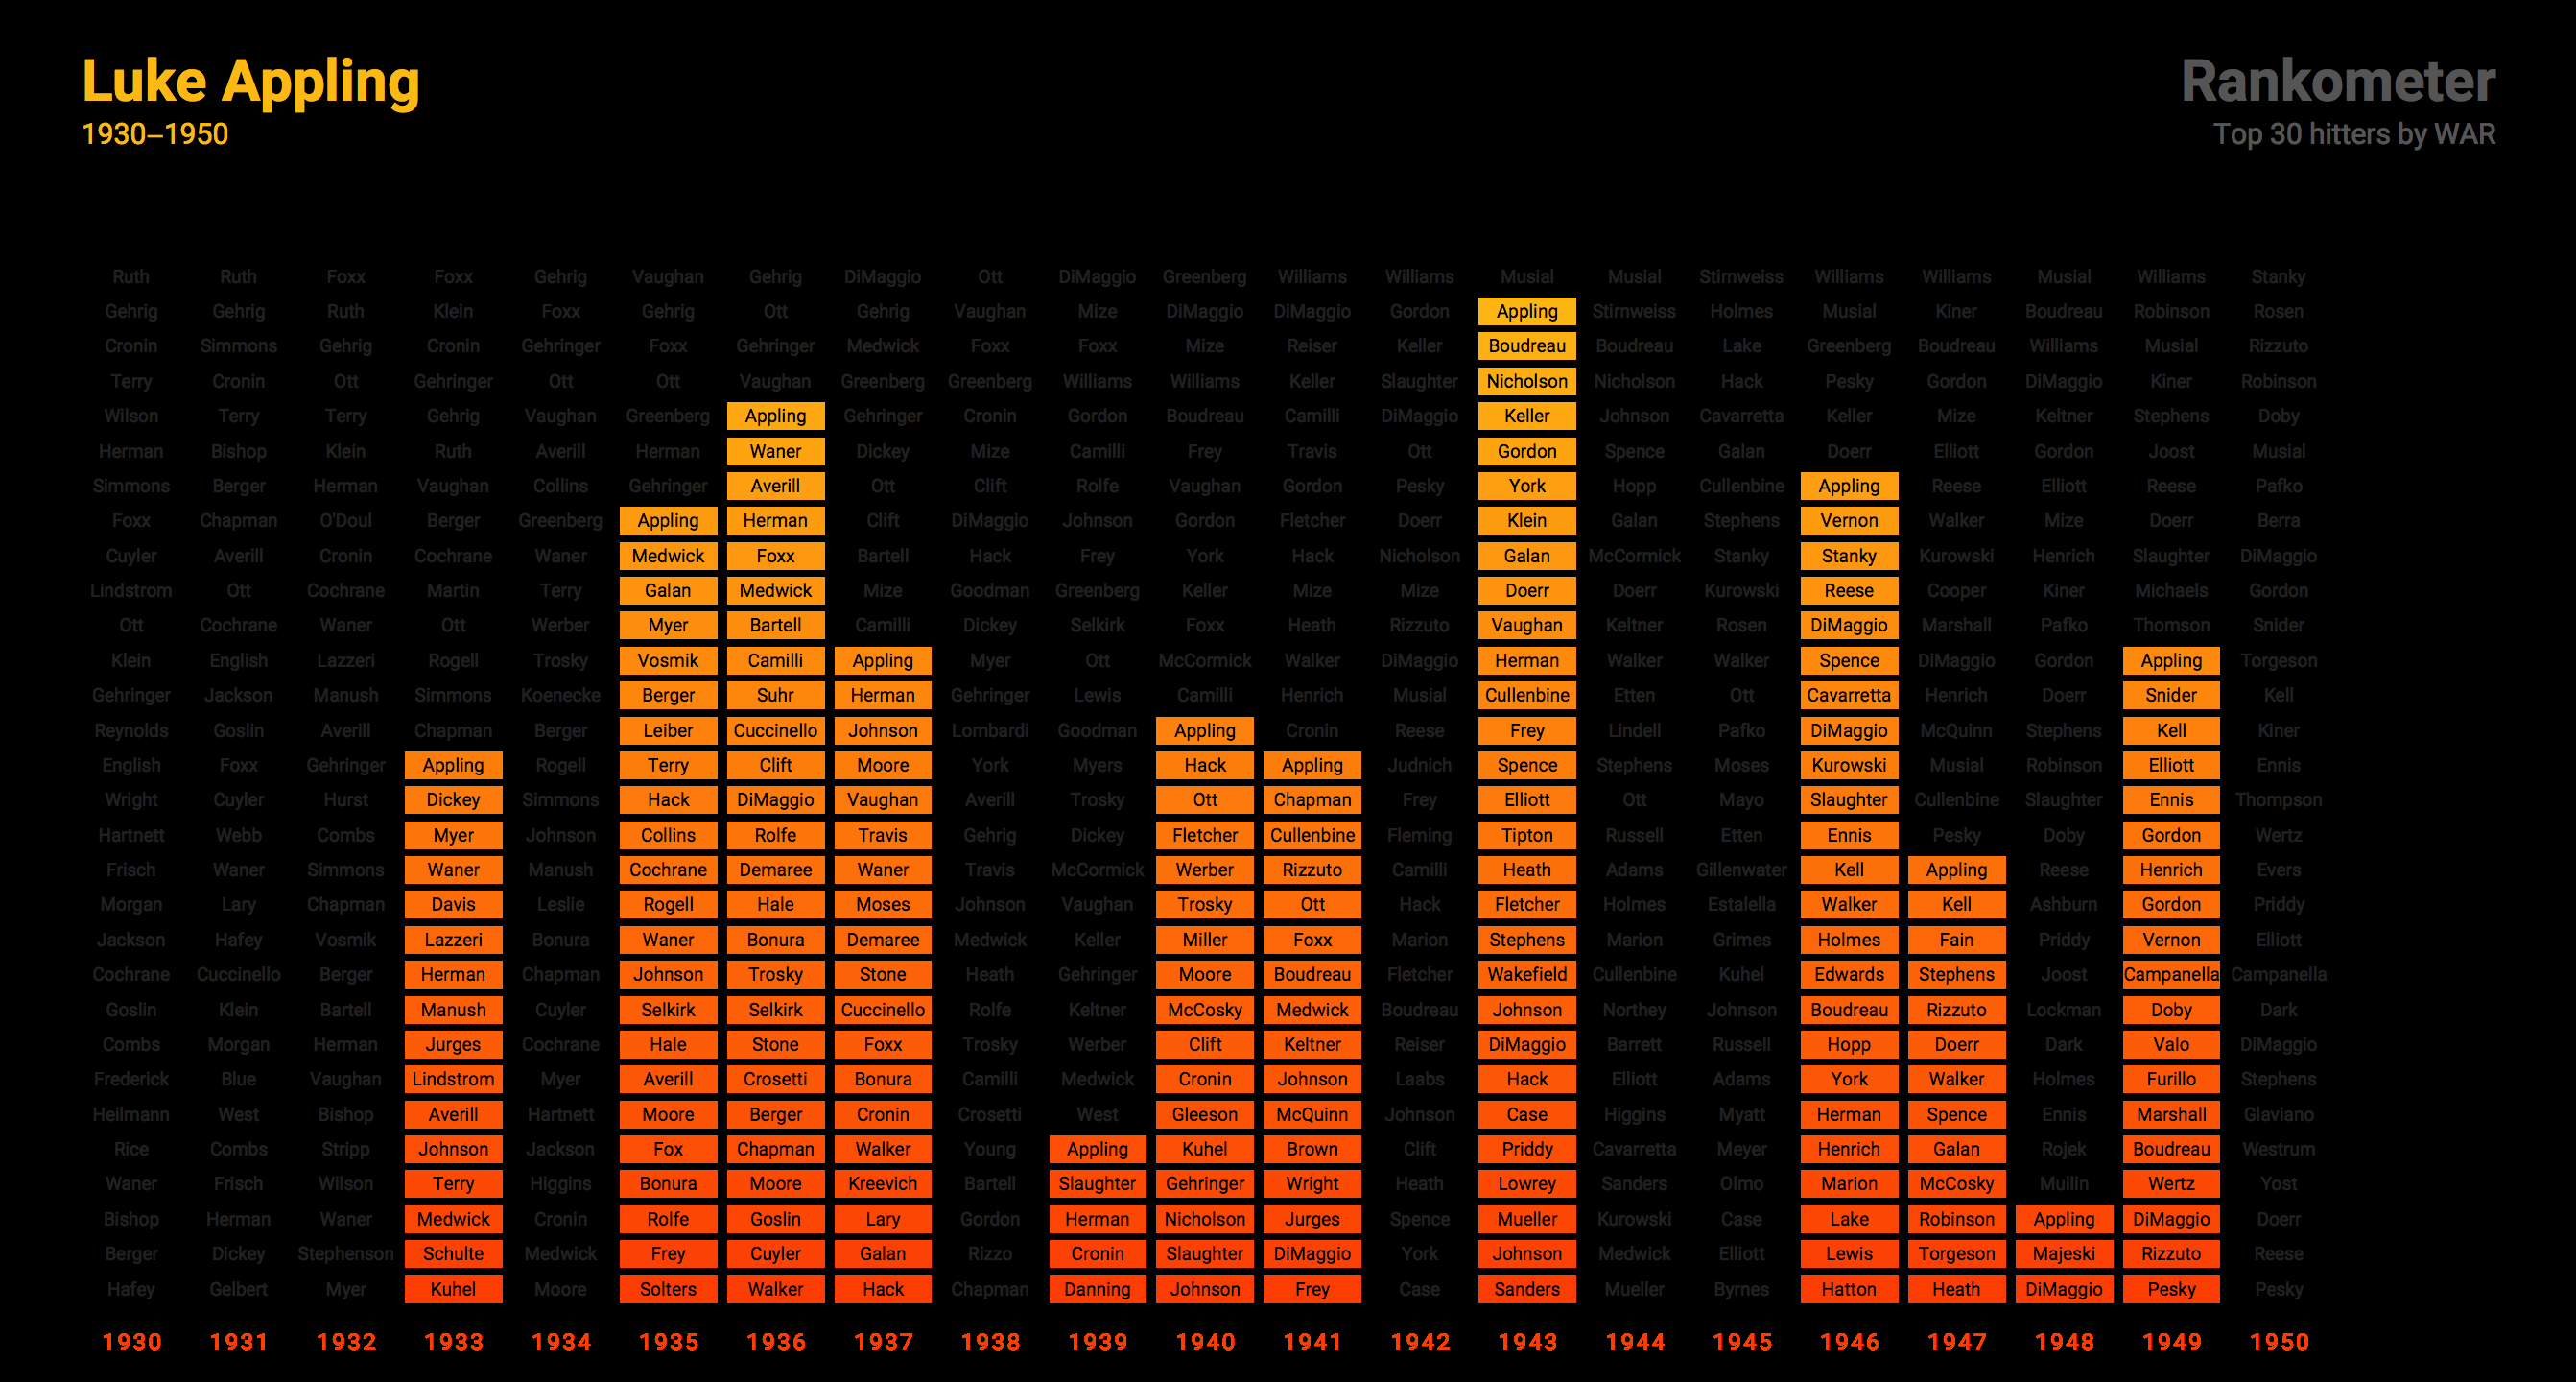 Luke Appling
1930–1950
Rankometer
Top 30 hitters by WAR
Ruth Ruth Foxx Foxx Gehrig Vaughan Gehrig DiMaggio Ott DiMaggio Greenberg Williams Williams Musial Musial Stirnweiss Williams Williams Musial Williams Stanky
Gehrig Gehrig Ruth Klein Foxx Gehrig Ott Gehrig Vaughan Mize DiMaggio DiMaggio Gordon Appling Stirnweiss Holmes Musial Kiner Boudreau Robinson Rosen
Cronin Simmons Gehrig Cronin Gehringer Foxx Gehringer Medwick Foxx Foxx Mize Reiser Keller Boudreau Boudreau Lake Greenberg Boudreau Williams Musial Rizzuto
Terry Cronin Ott Gehringer Ott Ott Vaughan Greenberg Greenberg Williams Williams Keller Slaughter Nicholson Nicholson Hack Pesky Gordon DiMaggio Kiner Robinson
Wilson Terry Terry Gehrig Vaughan Greenberg Appling Gehringer Cronin Gordon Boudreau Camilli DiMaggio Keller Johnson Cavarretta Keller Mize Keltner Stephens Doby
Herman Bishop Klein Ruth Averill Herman Waner Dickey Mize Camilli Frey Travis Ott Gordon Spence Galan Doerr Elliott Gordon Joost Musial
Simmons Berger Herman Vaughan Collins Gehringer Averill Ott Clift Rolfe Vaughan Gordon Pesky York Hopp Cullenbine Appling Reese Elliott Reese Pafko
Foxx Chapman O'Doul Berger Greenberg Appling Herman Clift DiMaggio Johnson Gordon Fletcher Doerr Klein Galan Stephens Vernon Walker Mize Doerr Berra
Cuyler Averill Cronin Cochrane Waner Medwick Foxx Bartell Hack Frey York Hack Nicholson Galan McCormick Stanky Stanky Kurowski Henrich Slaughter DiMaggio
Lindstrom Ott Cochrane Martin Terry Galan Medwick Mize Goodman Greenberg Keller Mize Mize Doerr Doerr Kurowski Reese Cooper Kiner Michaels Gordon
Ott Cochrane Waner Ott Werber Myer Bartell Camilli Dickey Selkirk Foxx Heath Rizzuto Vaughan Keltner Rosen DiMaggio Marshall Pafko Thomson Snider
Klein English Lazzeri Rogell Trosky Vosmik Camilli Appling Myer Ott McCormick Walker DiMaggio Herman Walker Walker Spence DiMaggio Gordon Appling Torgeson
Gehringer Jackson Manush Simmons Koenecke Berger Suhr Herman Gehringer Lewis Camilli Henrich Musial Cullenbine Etten Ott Cavarretta Henrich Doerr Snider Kell
Reynolds Goslin Averill Chapman Berger Leiber Cuccinello Johnson Lombardi Goodman Appling Cronin Reese Frey Lindell Pafko DiMaggio McQuinn Stephens Kell Kiner
English Foxx Gehringer Appling Rogell Terry Clift Moore York Myers Hack Appling Judnich Spence Stephens Moses Kurowski Musial Robinson Elliott Ennis
Wright Cuyler Hurst Dickey Simmons Hack DiMaggio Vaughan Averill Trosky Ott Chapman Frey Elliott Ott Mayo Slaughter Cullenbine Slaughter Ennis Thompson
Hartnett Webb Combs Myer Johnson Collins Rolfe Travis Gehrig Dickey Fletcher Cullenbine Fleming Tipton Russell Etten Ennis Pesky Doby Gordon Wertz
Frisch Waner Simmons Waner Manush Cochrane Demaree Waner Travis McCormick Werber Rizzuto Camilli Heath Adams Gillenwater Kell Appling Reese Henrich Evers
Morgan Lary Chapman Davis Leslie Rogell Hale Moses Johnson Vaughan Trosky Ott Hack Fletcher Holmes Estalella Walker Kell Ashburn Gordon Priddy
Jackson Hafey Vosmik Lazzeri Bonura Waner Bonura Demaree Medwick Keller Miller Foxx Marion Stephens Marion Grimes Holmes Fain Priddy Vernon Elliott
Cochrane Cuccinello Berger Herman Chapman Johnson Trosky Stone Heath Gehringer Moore Boudreau Fletcher Wakefield Cullenbine Kuhel Edwards Stephens Joost Campanella Campanella
Goslin Klein Bartell Manush Cuyler Selkirk Selkirk Cuccinello Rolfe Keltner McCosky Medwick Boudreau Johnson Northey Johnson Boudreau Rizzuto Lockman Doby Dark
Combs Morgan Herman Jurges Cochrane Hale Stone Foxx Trosky Werber Clift Keltner Reiser DiMaggio Barrett Russell Hopp Doerr Dark Valo DiMaggio
Frederick Blue Vaughan Lindstrom Myer Averill Crosetti Bonura Camilli Medwick Cronin Johnson Laabs Hack Elliott Adams York Walker Holmes Furillo Stephens
Heilmann West Bishop Averill Hartnett Moore Berger Cronin Crosetti West Gleeson McQuinn Johnson Case Higgins Myatt Herman Spence Ennis Marshall Glaviano
Rice Combs Stripp Johnson Jackson Fox Chapman Walker Young Appling Kuhel Brown Clift Priddy Cavarretta Meyer Henrich Galan Rojek Boudreau Westrum
Waner Frisch Wilson Terry Higgins Bonura Moore Kreevich Bartell Slaughter Gehringer Wright Heath Lowrey Sanders Olmo Marion McCosky Mullin Wertz Yost
Bishop Herman Waner Medwick Cronin Rolfe Goslin Lary Gordon Herman Nicholson Jurges Spence Mueller Kurowski Case Lake Robinson Appling DiMaggio Doerr
Berger Dickey Stephenson Schulte Medwick Frey Cuyler Galan Rizzo Cronin Slaughter DiMaggio York Johnson Medwick Elliott Lewis Torgeson Majeski Rizzuto Reese
Hafey Gelbert Myer Kuhel Moore Solters Walker Hack Chapman Danning Johnson Frey Case Sanders Mueller Byrnes Hatton Heath DiMaggio Pesky Pesky
1930 1931 1932 1933 1934 1935 1936 1937 1938 1939 1940 1941 1942 1943 1944 1945 1946 1947 1948 1949 1950